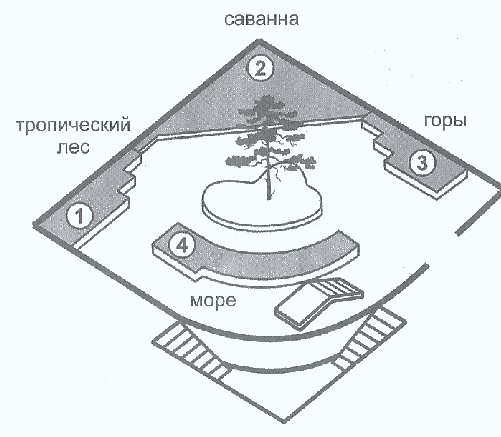 саванна
2
тропический
лес
горы
3
1
4
море